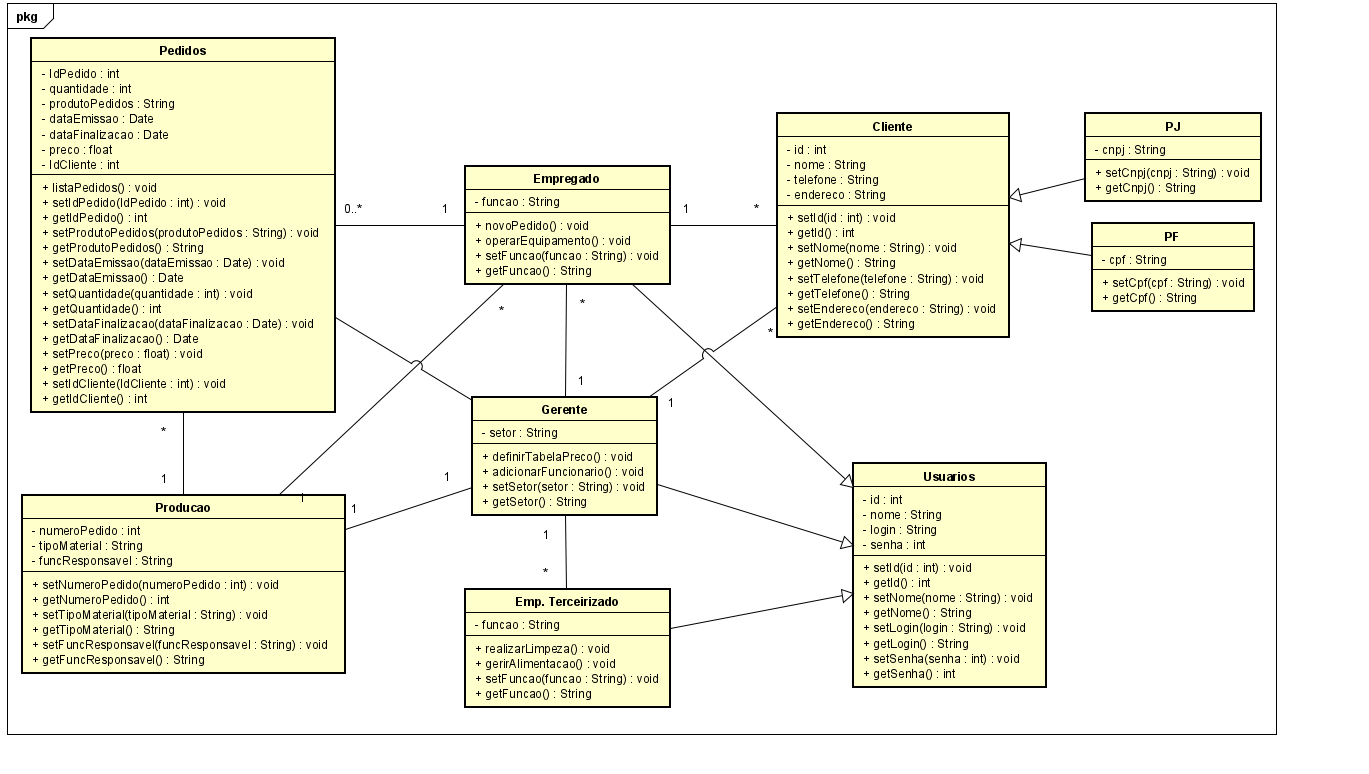 pkg
Pedidos
- IdPedido : int
- quantidade : int
- produtoPedidos : String
- dataEmissao : Date
- dataFinalizacao : Date
- preco : float
- IdCliente : int
+ listaPedidos() : void
+ setIdPedido(IdPedido : int) : void
+ getIdPedido() : int
+ setProdutoPedidos(produtoPedidos : String) : void
+ getProdutoPedidos() : String
+ setDataEmissao(dataEmissao : Date) : void
+ getDataEmissao() : Date
+ setQuantidade(quantidade : int) : void
+ getQuantidade() : int
+ setDataFinalizacao(dataFinalizacao : Date) : void
+ getDataFinalizacao() : Date
+ setPreco(preco : float) : void
+ getPreco() : float
+ setIdCliente(IdCliente : int) : void
+ getIdCliente() : int
0..*
1
Empregado
- funcao : String
+ novoPedido() : void
+ operarEquipamento() : void
+ setFuncao(funcao : String) : void
+ getFuncao() : String
1
*
Cliente
- id : int
- nome : String
- telefone : String
- endereco : String
+ setId(id : int) : void
+ getId() : int
+ setNome(nome : String) : void
+ getNome() : String
+ setTelefone(telefone : String) : void
+ getTelefone() : String
+ setEndereco(endereco : String) : void
+ getEndereco() : String
PJ
- cnpj : String
+ setCnpj(cnpj : String) : void
+ getCnpj() : String
PF
- cpf : String
+ setCpf(cpf : String) : void
+ getCpf() : String
*
*
*
1
1
Gerente
- setor : String
+ definirTabelaPreco() : void
+ adicionarFuncionario() : void
+ setSetor(setor : String) : void
+ getSetor() : String
*
1
1
1
1
Producao
- numeroPedido : int
- tipoMaterial : String
- funcResponsavel : String
+ setNumeroPedido(numeroPedido : int) : void
+ getNumeroPedido() : int
+ setTipoMaterial(tipoMaterial : String) : void
+ getTipoMaterial() : String
+ setFuncResponsavel(funcResponsavel : String) : void
+ getFuncResponsavel() : String
1
*
Emp. Terceirizado
- funcao : String
+ realizarLimpeza() : void
+ gerirAlimentacao() : void
+ setFuncao(funcao : String) : void
+ getFuncao() : String
Usuarios
- id : int
- nome : String
- login : String
- senha : int
+ setId(id : int) : void
+ getId() : int
+ setNome(nome : String) : void
+ getNome() : String
+ setLogin(login : String) : void
+ getLogin() : String
+ setSenha(senha : int) : void
+ getSenha() : int